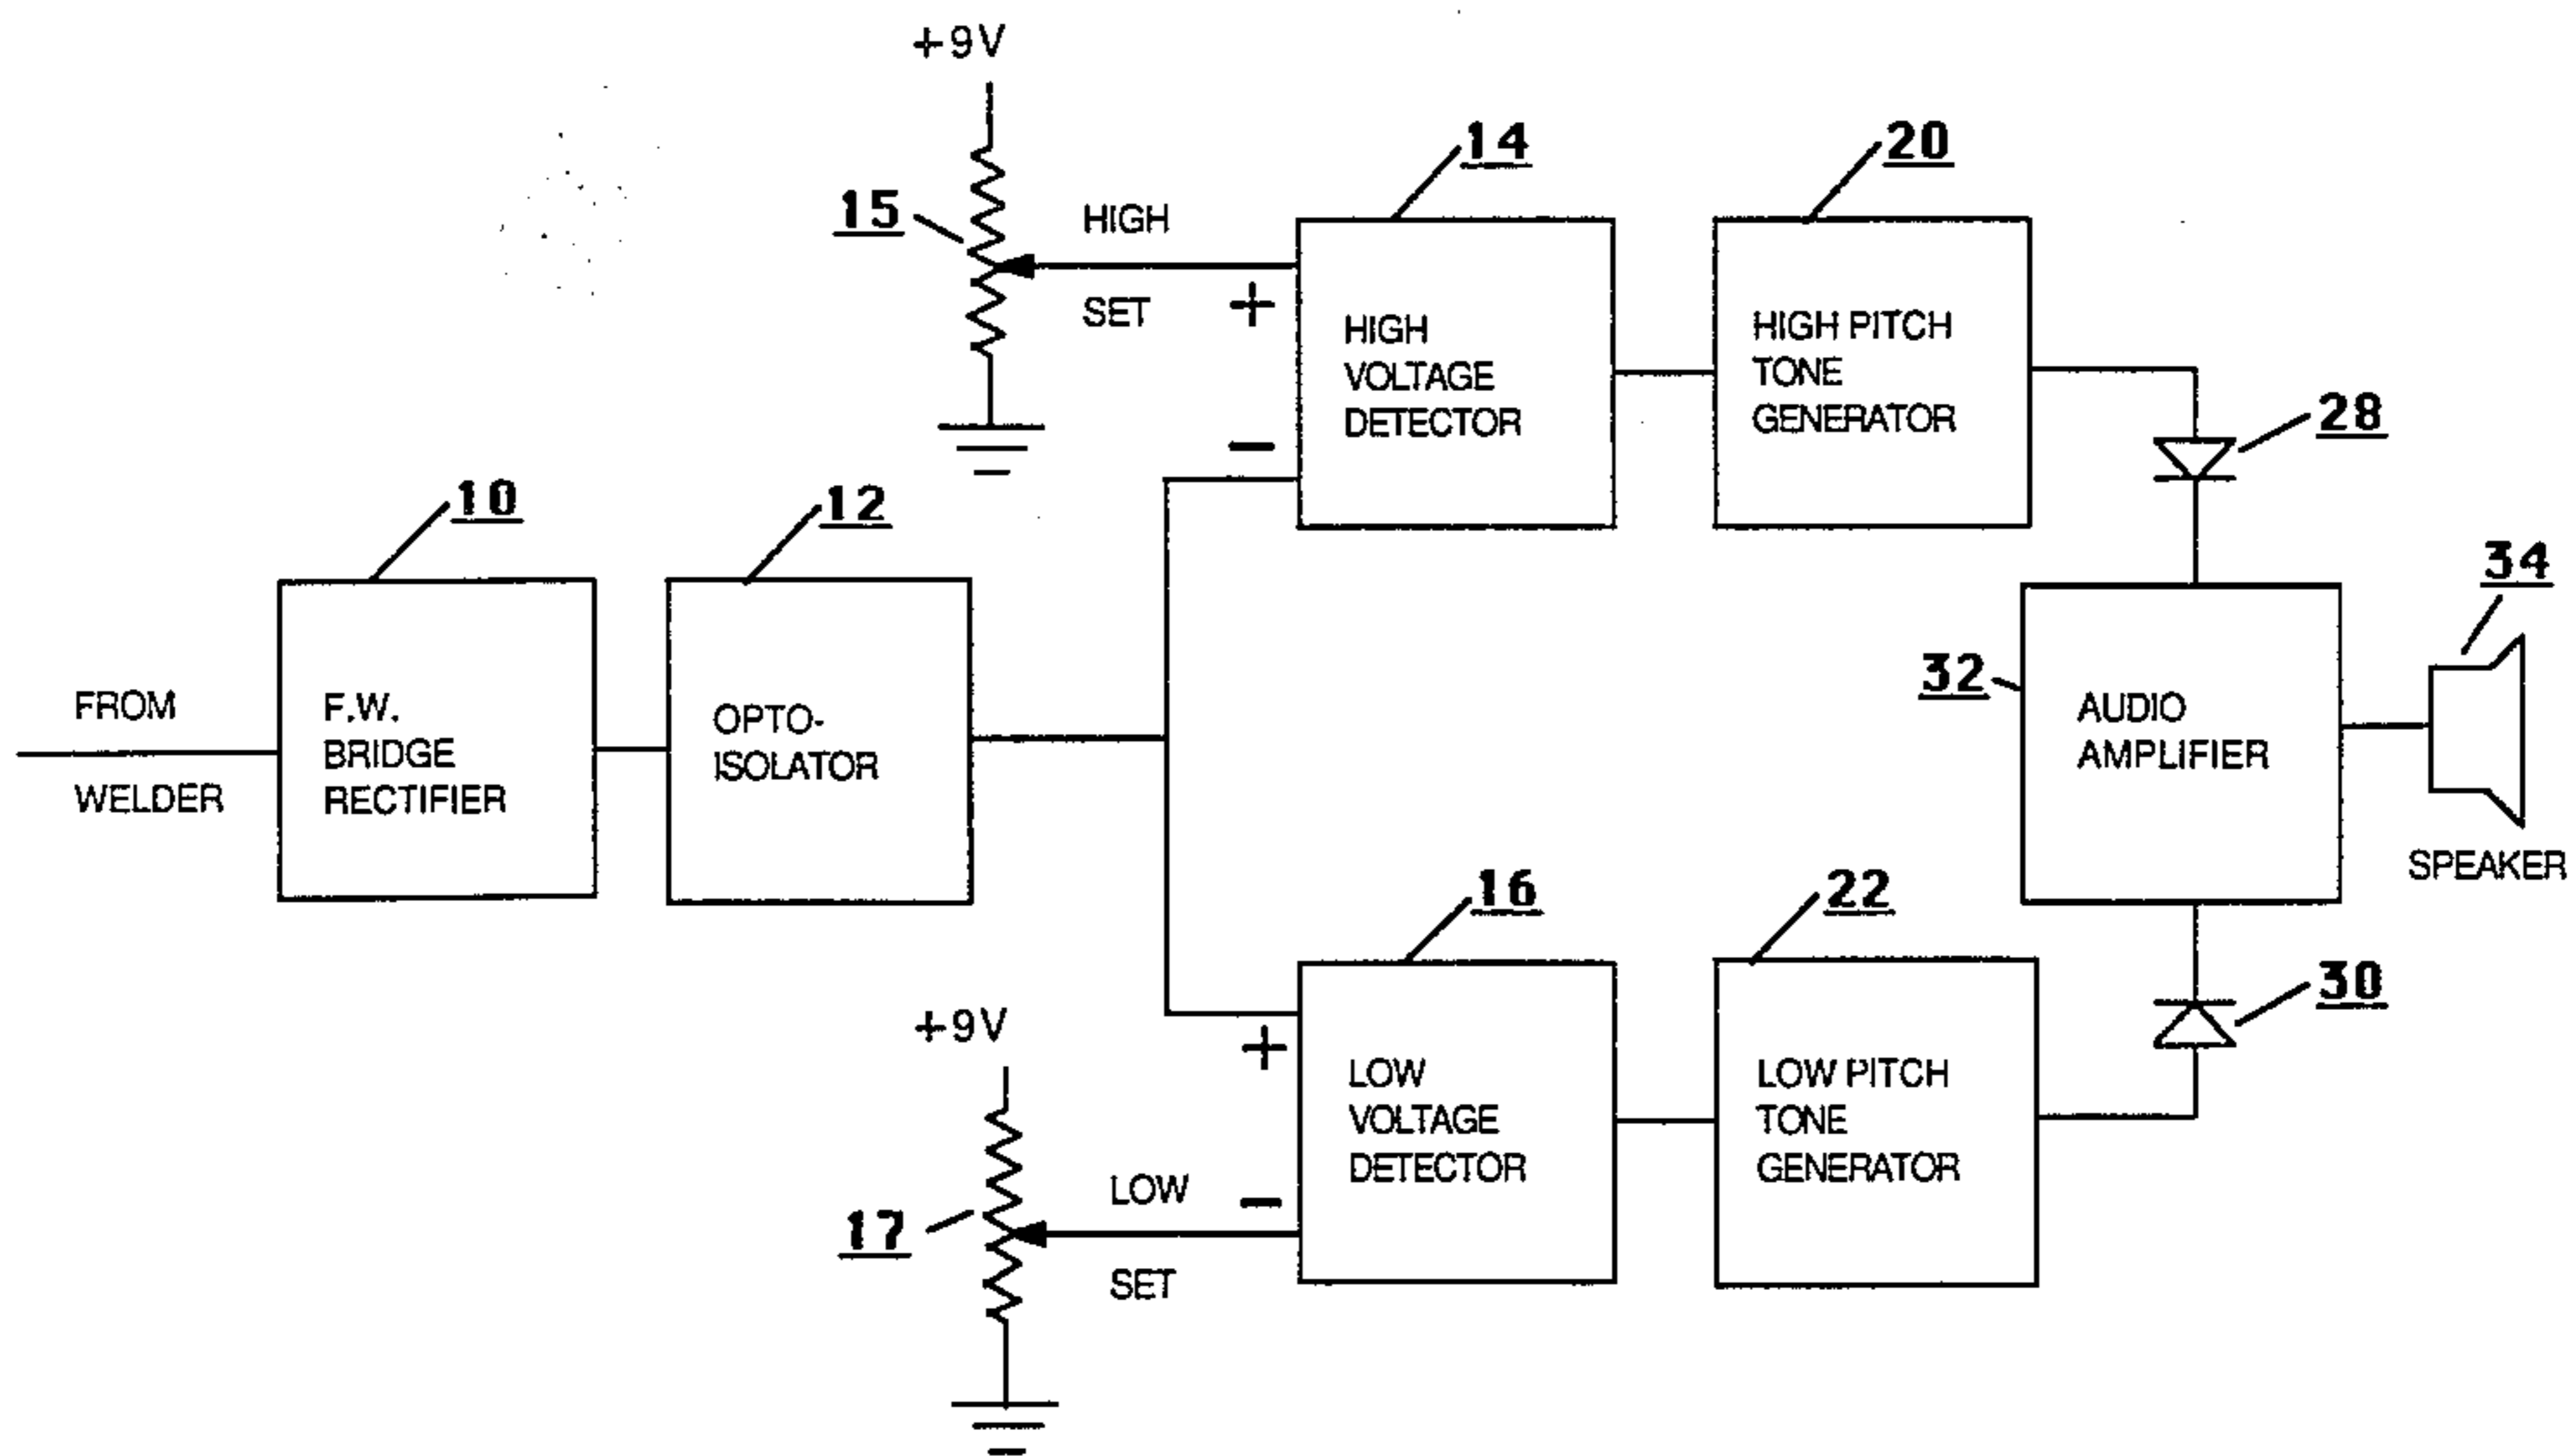 +9V
15
HIGH
SET
+
-
14
HIGH
VOLTAGE
DETECTOR
20
HIGH PITCH
TONE
GENERATOR
28
10
12
FROM
WELDER
F.W.
BRIDGE
RECTIFIER
OPTO-
ISOLATOR
32
AUDIO
AMPLIFIER
34
SPEAKER
+9V
17
LOW
SET
+
-
16
LOW
VOLTAGE
DETECTOR
22
LOW PITCH
TONE
GENERATOR
30